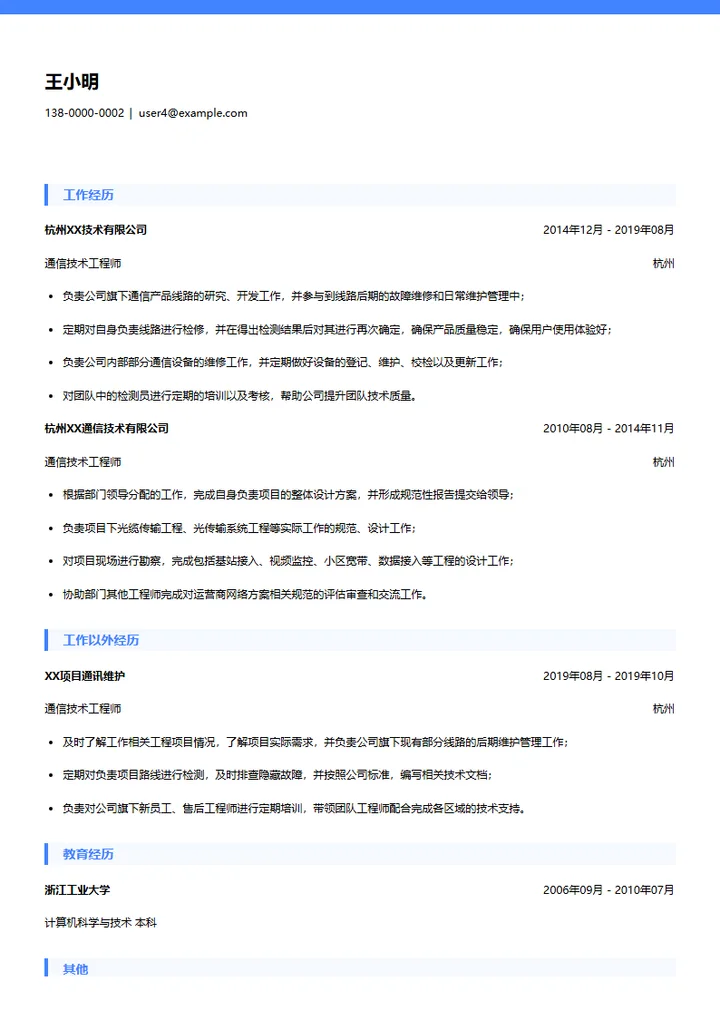 王小明
138-0000-0002 | user4@example.com
工作经历
杭州XX技术有限公司 2014年12月 - 2019年08月
通信技术工程师 杭州
• 负责公司旗下通信产品线路的研究、开发工作，并参与到线路后期的故障维修和日常维护管理中；
• 定期对自身负责线路进行检修，并在得出检测结果后对其进行再次确定，确保产品质量稳定，确保用户使用体验好；
• 负责公司内部部分通信设备的维修工作，并定期做好设备的登记、维护、校检以及更新工作；
• 对团队中的检测员进行定期的培训以及考核，帮助公司提升团队技术质量。
杭州XX通信技术有限公司 2010年08月 - 2014年11月
通信技术工程师 杭州
• 根据部门领导分配的工作，完成自身负责项目的整体设计方案，并形成规范性报告提交给领导；
• 负责项目下光缆传输工程、光传输系统工程等实际工作的规范、设计工作；
• 对项目现场进行勘察，完成包括基站接入、视频监控、小区宽带、数据接入等工程的设计工作；
• 协助部门其他工程师完成对运营商网络方案相关规范的评估审查和交流工作。
工作以外经历
XX项目通讯维护 2019年08月 - 2019年10月
通信技术工程师 杭州
• 及时了解工作相关工程项目情况，了解项目实际需求，并负责公司旗下现有部分线路的后期维护管理工作；
• 定期对负责项目路线进行检测，及时排查隐藏故障，并按照公司标准，编写相关技术文档；
• 负责对公司旗下新员工、售后工程师进行定期培训，带领团队工程师配合完成各区域的技术支持。
教育经历
浙江工业大学 2006年09月 - 2010年07月
计算机科学与技术 本科
其他